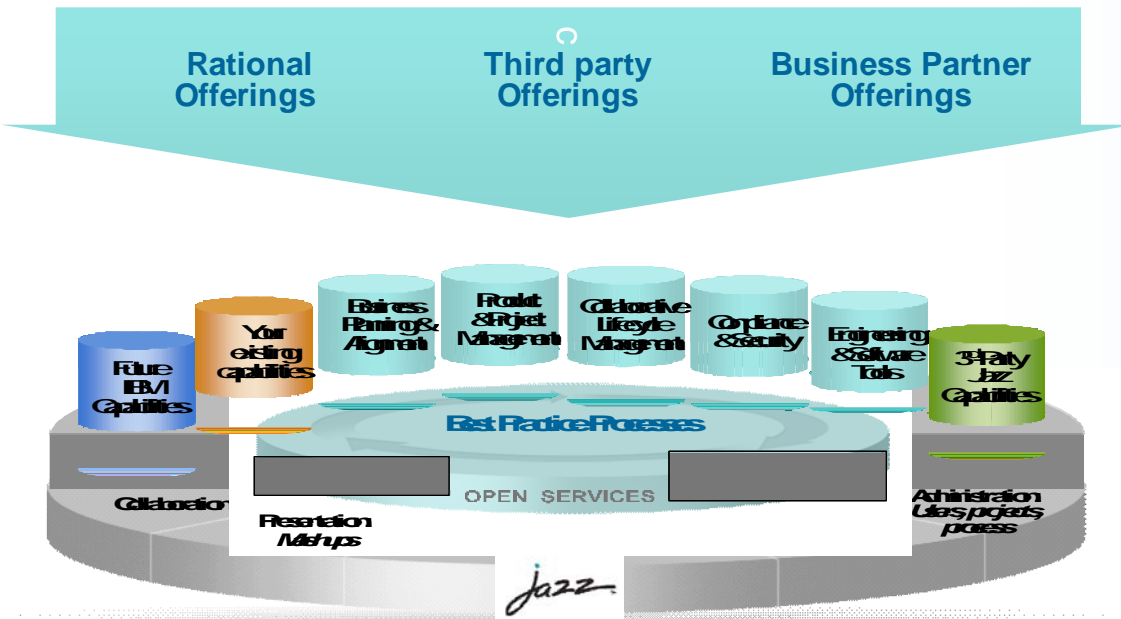 C
Rational
Offerings
Third party
Offerings
Business Partner
Offerings
Business
Planning &
Alignment
Product
& Project
Management
Collaborative
Lifecycle
Management
Compliance
& Security
Engineering
& Software
Tools
Your
existing
capabilities
Future
IBM
Capabilities
3rd Party
Jazz
Capabilities
Best Practice Processes
OPEN SERVICES
Collaboration
Presentation:
Mashups
Administration:
Users, projects,
process
jazz